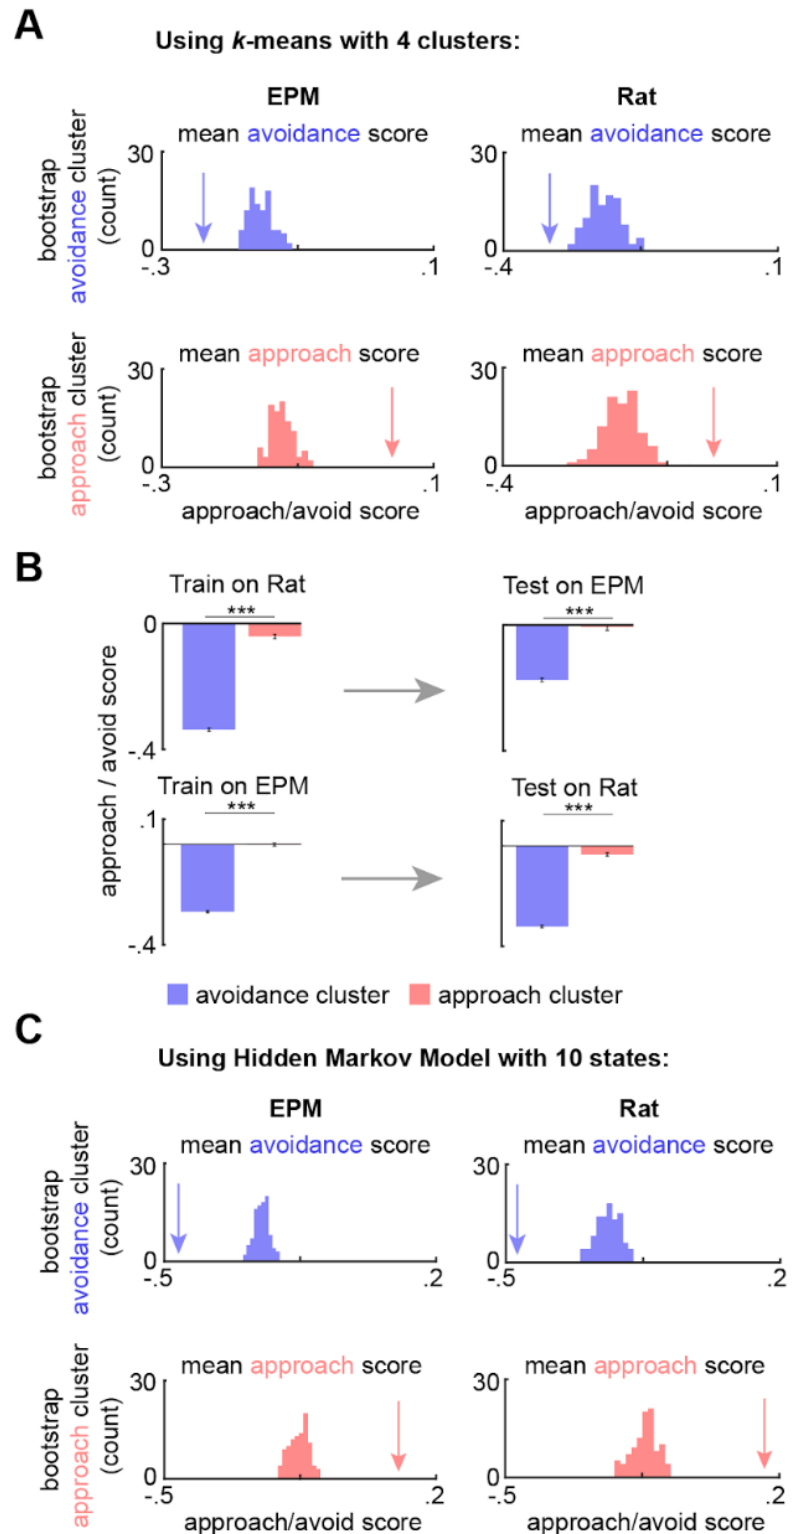 A
Using k-means with 4 clusters:
EPM
Rat
mean avoidance score
mean avoidance score
bootstrap
avoidance cluster
(count)
30
0
-.3
.1
30
0
-.4
.1
mean approach score
mean approach score
bootstrap
approach cluster
(count)
30
0
-.3
.1
30
0
-.4
.1
approach/avoid score
approach/avoid score
B
Train on Rat
Test on EPM
***
***
0
-.4
approach / avoid score
Train on EPM
Test on Rat
***
***
.1
-.4
avoidance cluster
approach cluster
C
Using Hidden Markov Model with 10 states:
EPM
Rat
mean avoidance score
mean avoidance score
bootstrap
avoidance cluster
(count)
30
0
-.5
.2
30
0
-.5
.2
mean approach score
mean approach score
bootstrap
approach cluster
(count)
30
0
-.5
.2
30
0
-.5
.2
approach/avoid score
approach/avoid score